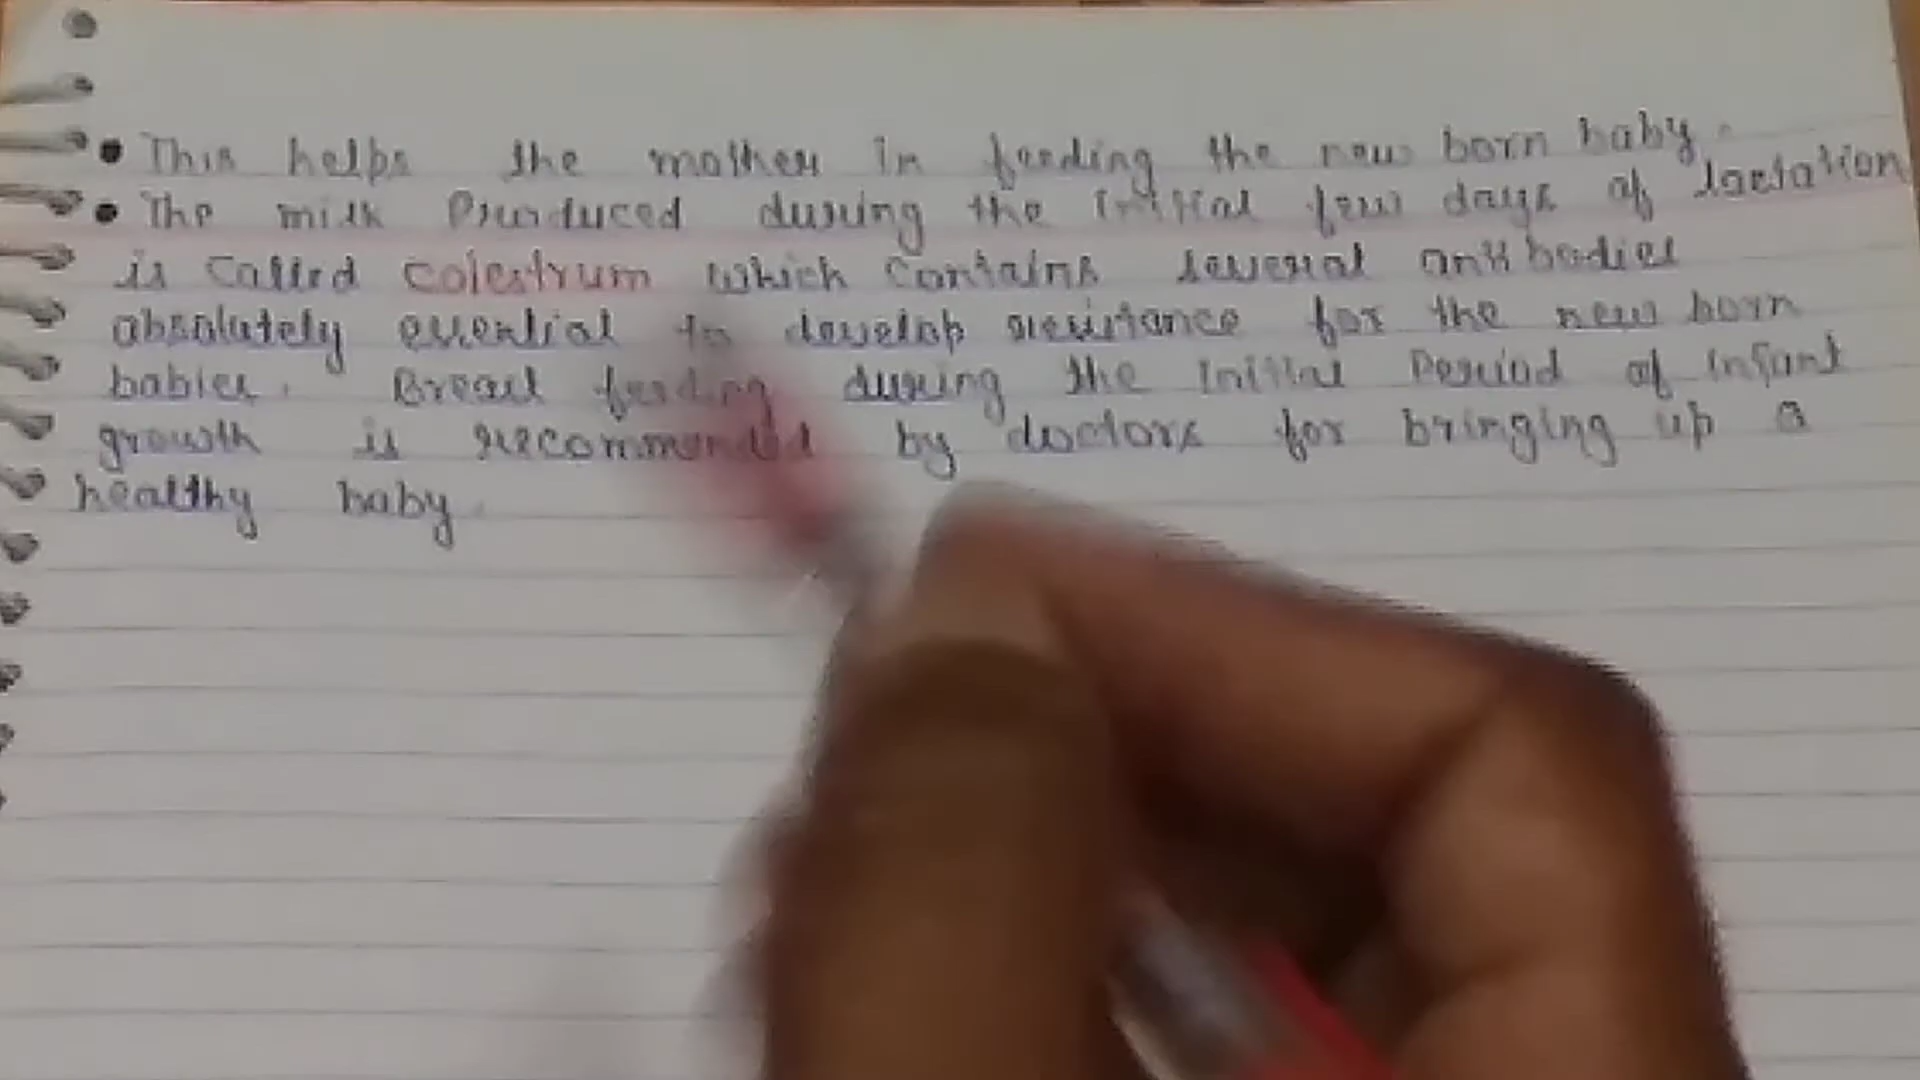 • This helps the mother in feeding the new born baby.
• The milk Produced during the initial few days of lactation
is called colestrum which contains several antibodies
absolutely essential to develop resistance for the new born
babies. Breast feeding during the initial Period of infant
growth is recommended by doctors for bringing up a
healthy baby.